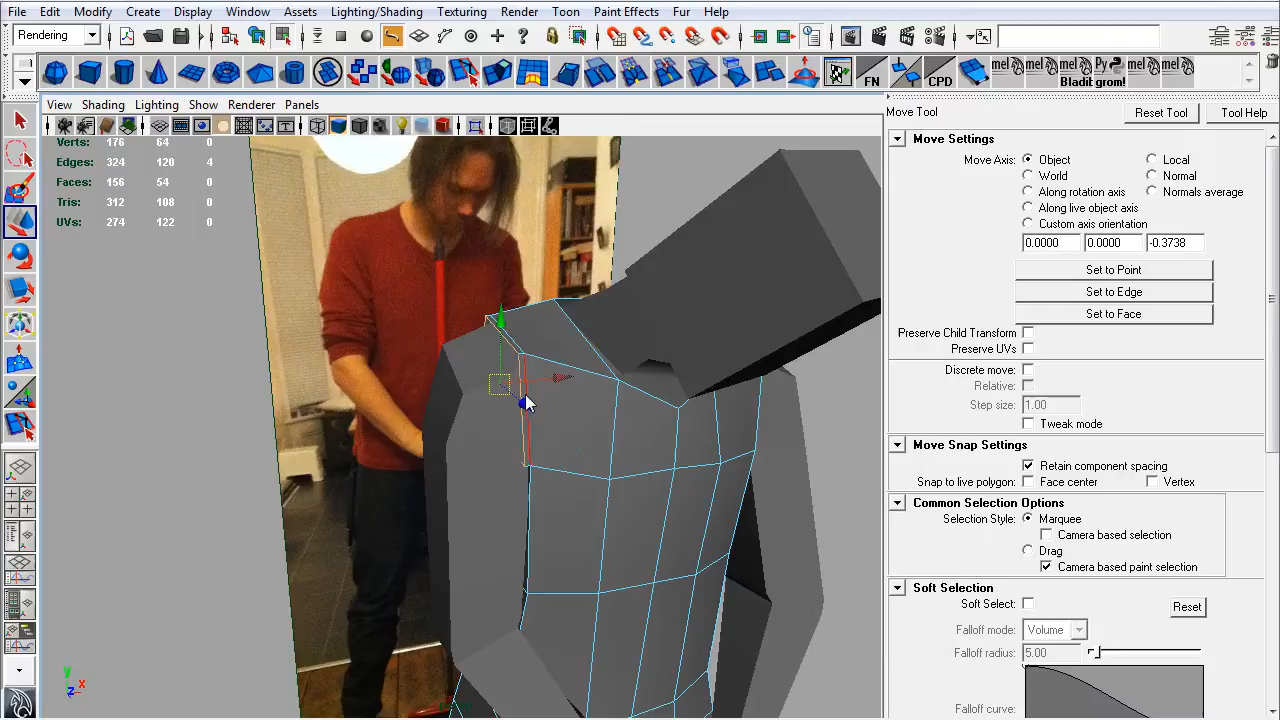 File Edit Modify Create Display Window Assets Lighting/Shading Texturing Render Toon Paint Effects Fur Help
Rendering
FN CPD mel mel mel Py mel mel
Bladit grom!
View Shading Lighting Show Renderer Panels
Move Tool Reset Tool Tool Help
Verts: 176 64
Edges: 324 120 4
Faces: 156 54 0
Tris: 312 108 0
UVs: 274 122 0
Move Settings
Move Axis: Object Local
World Normal
Along rotation axis Normals average
Along live object axis
Custom axis orientation
0.0000 0.0000 -0.3738
Set to Point
Set to Edge
Set to Face
Preserve Child Transform
Preserve UVs
Discrete move:
Relative:
Step size: 1.00
Tweak mode
Move Snap Settings
Retain component spacing
Snap to live polygon: Face center Vertex
Common Selection Options
Selection Style: Marquee
Camera based selection
Drag
Camera based paint selection
Soft Selection
Soft Select: Reset
Falloff mode: Volume
Falloff radius: 5.00
Falloff curve:
y
x
z